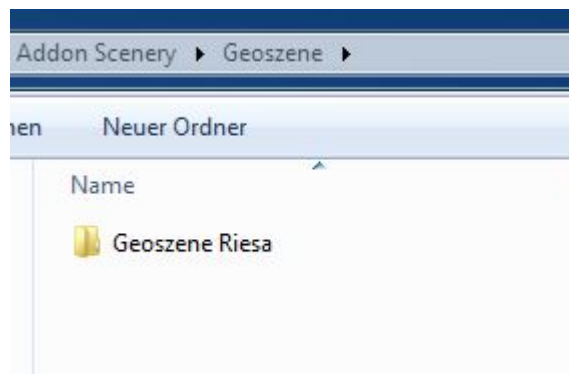 Addon Scenery ▸ Geoszene ▸
nen Neuer Ordner
Name
Geoszene Riesa